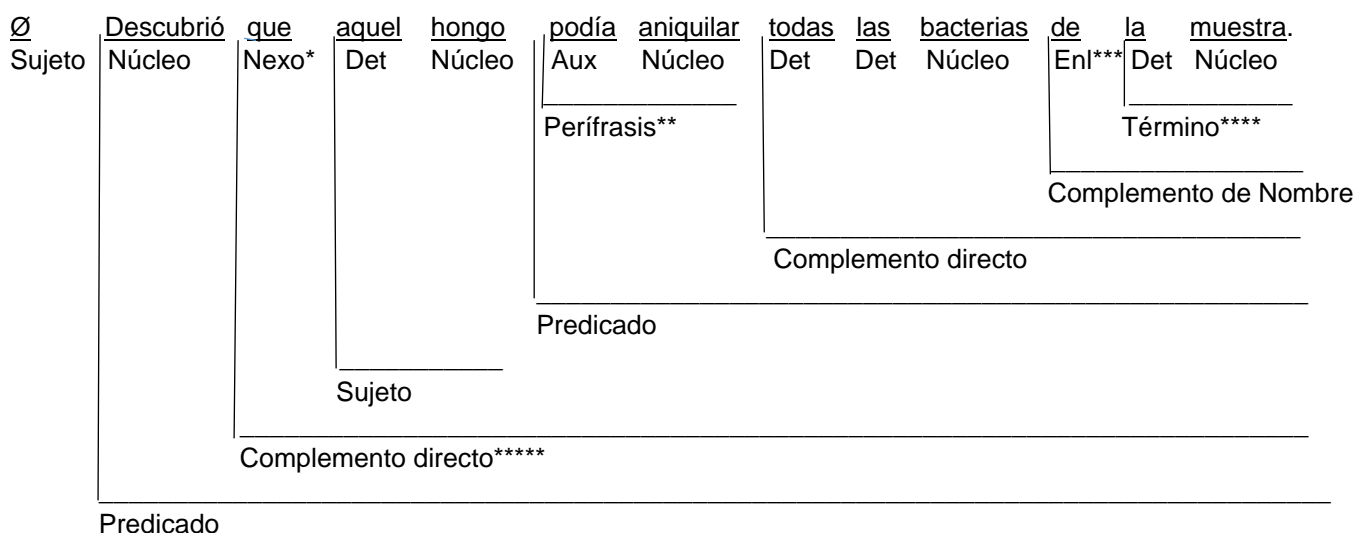 Ø Descubrió que aquel hongo podía aniquilar todas las bacterias de la muestra.
Sujeto Núcleo Nexo* Det Núcleo Aux Núcleo Det Det Núcleo Enl*** Det Núcleo
Perífrasis** Término****
Complemento de Nombre
Complemento directo
Predicado
Sujeto
Complemento directo*****
Predicado